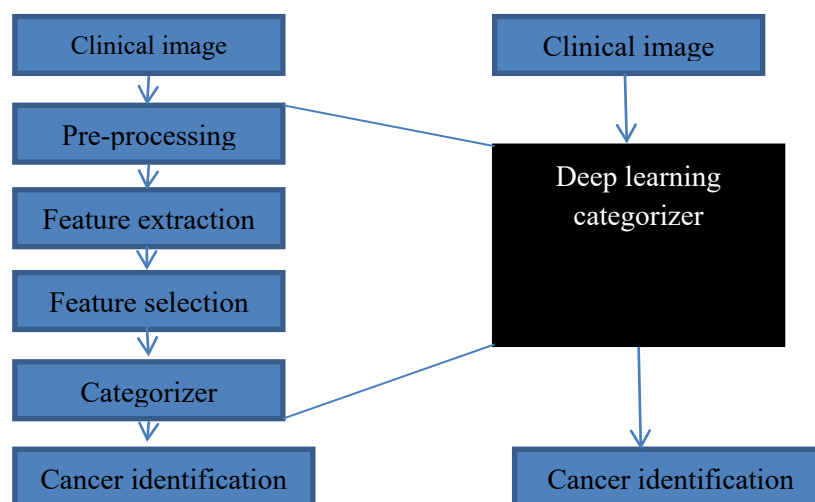 Clinical image
Pre-processing
Feature extraction
Feature selection
Categorizer
Cancer identification
Clinical image
Deep learning
categorizer
Cancer identification